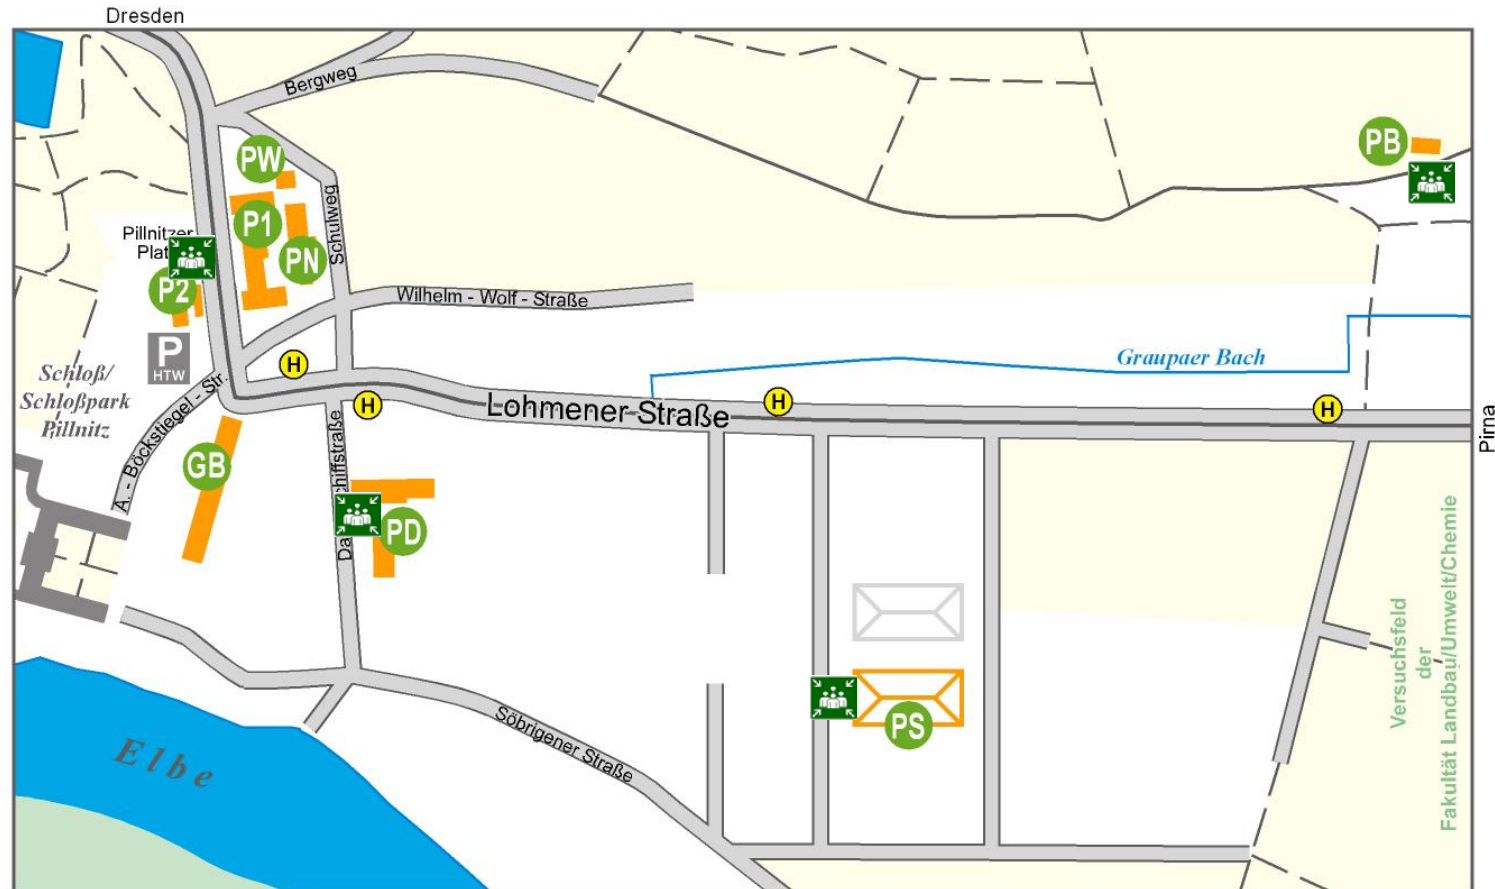 Dresden
Bergweg
PW
P1
PN
Schulweg
PB
Pillnitzer
P2
P
HTW
Wilhelm - Wolf - Straße
Graupaer Bach
Schloß/
Schloßpark
Pillnitz
A. - Böckstiegel - Str.
H
H
H
H
Lohmener Straße
Pirna
GB
PD
PS
Söbrigener Straße
Elbe
Versuchsfeld
der
Fakultät Landbau/Umwelt/Chemie